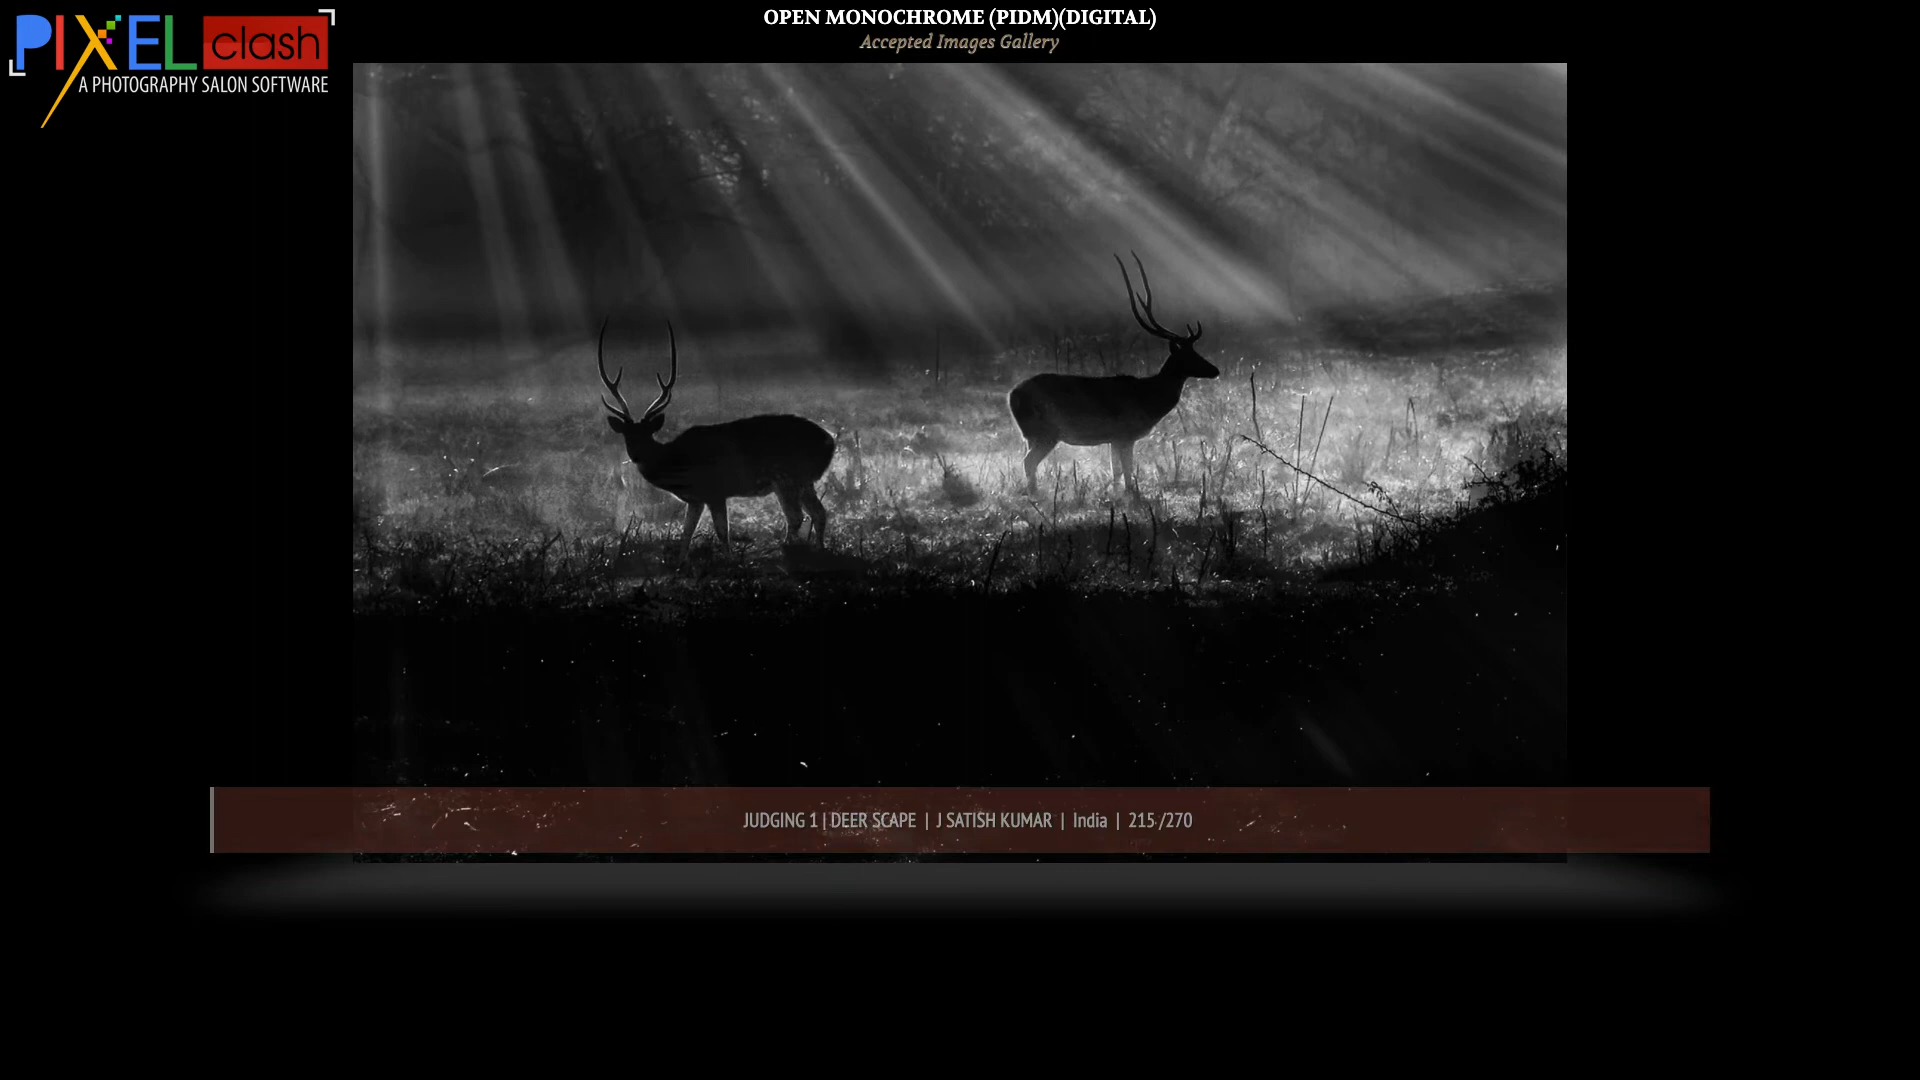 PIXEL clash
A PHOTOGRAPHY SALON SOFTWARE
OPEN MONOCHROME (PIDM)(DIGITAL)
Accepted Images Gallery
JUDGING 1 | DEER SCAPE | J SATISH KUMAR | India | 215 /270